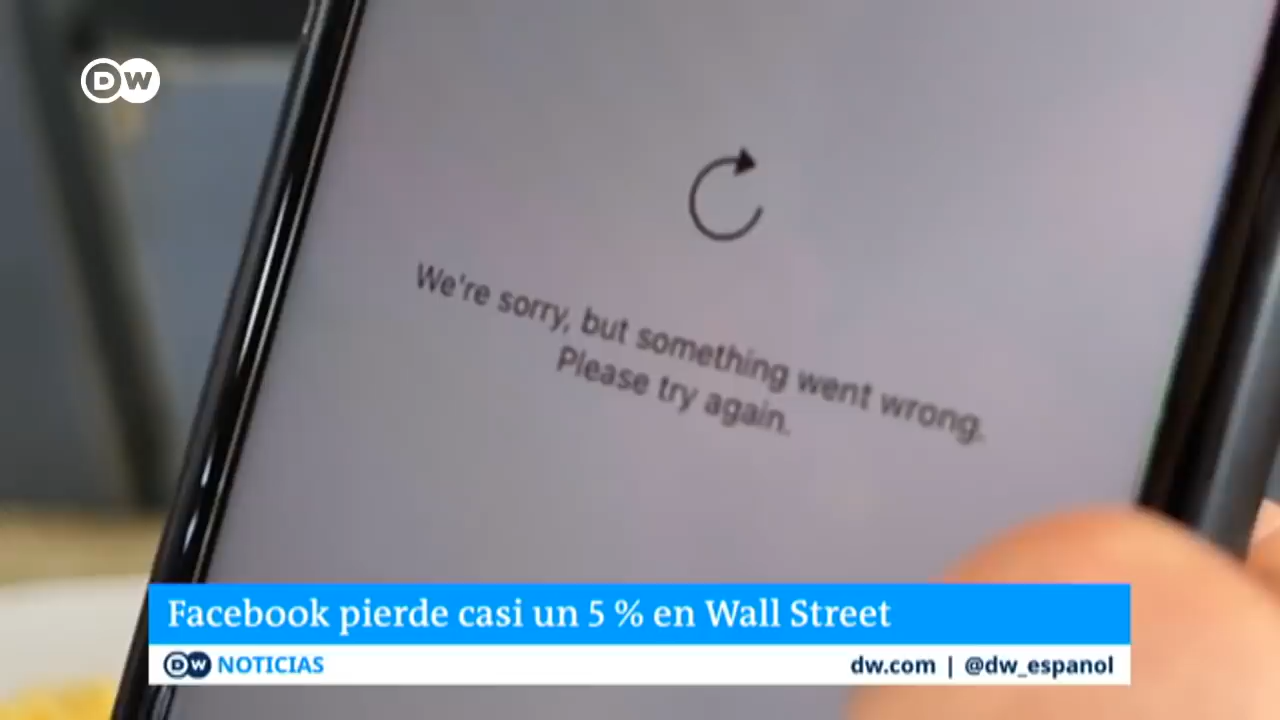 DW
We're sorry, but something went wrong.
Please try again.
Facebook pierde casi un 5 % en Wall Street
DW NOTICIAS
dw.com | @dw_espanol